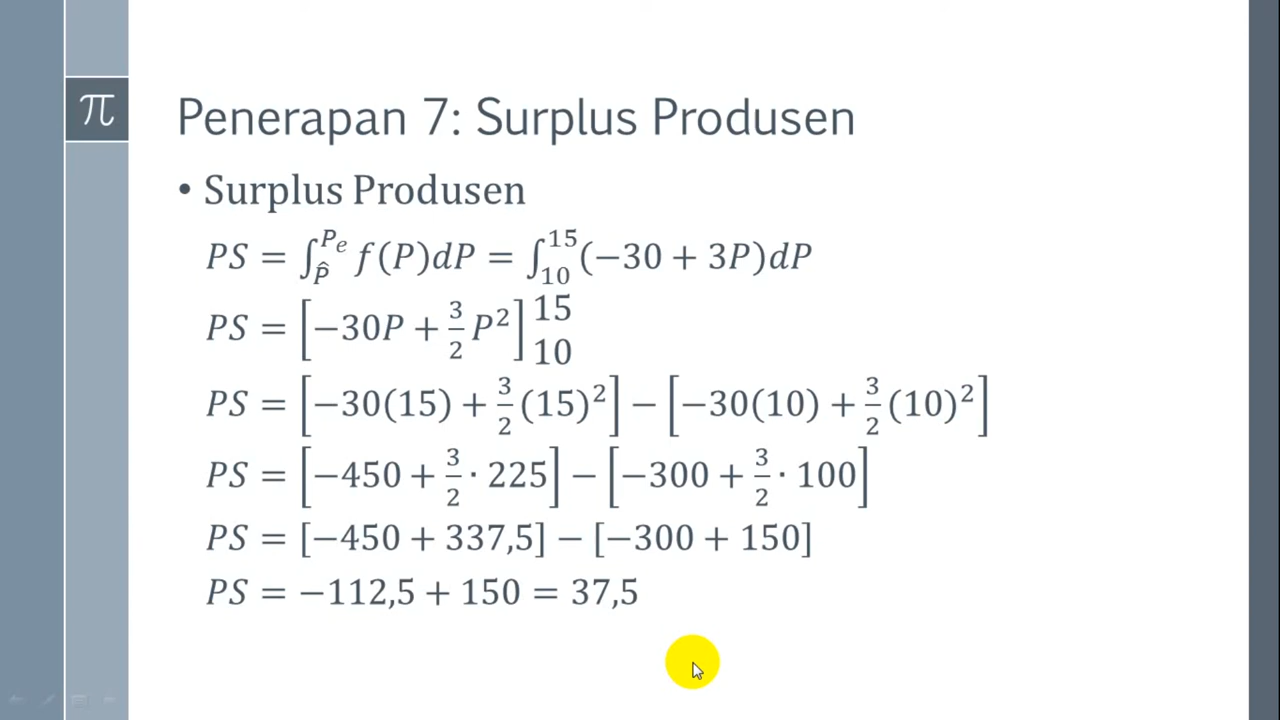 π
Penerapan 7: Surplus Produsen
• Surplus Produsen
PS = ∫_{P̂}^{P_e} f(P)dP = ∫_{10}^{15}(−30 + 3P)dP
PS = [−30P + 3/2 P²] 15 10
PS = [−30(15) + 3/2 (15)²] − [−30(10) + 3/2 (10)²]
PS = [−450 + 3/2 · 225] − [−300 + 3/2 · 100]
PS = [−450 + 337,5] − [−300 + 150]
PS = −112,5 + 150 = 37,5